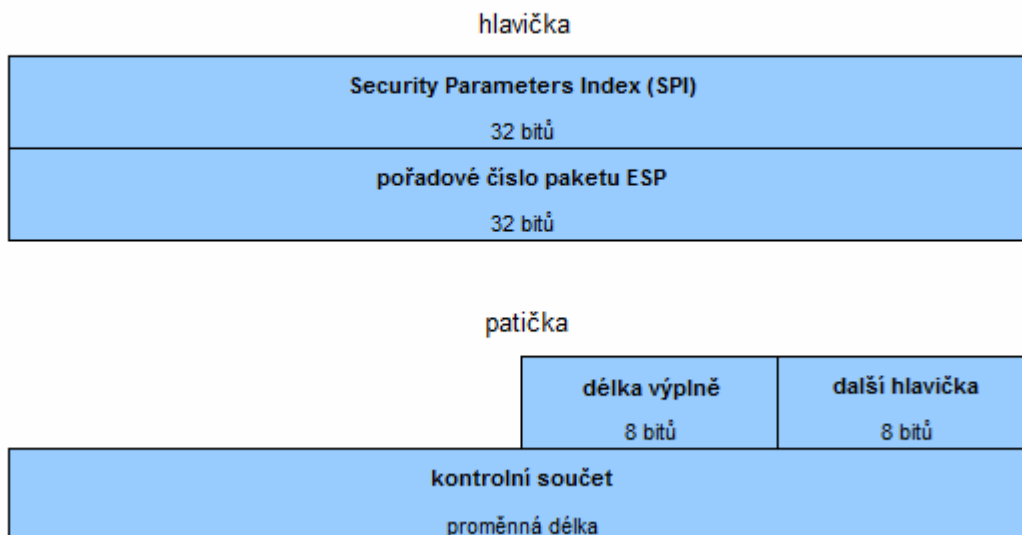 hlavička
Security Parameters Index (SPI)
32 bitů
pořadové číslo paketu ESP
32 bitů
patička
délka výplně
8 bitů
další hlavička
8 bitů
kontrolní součet
proměnná délka